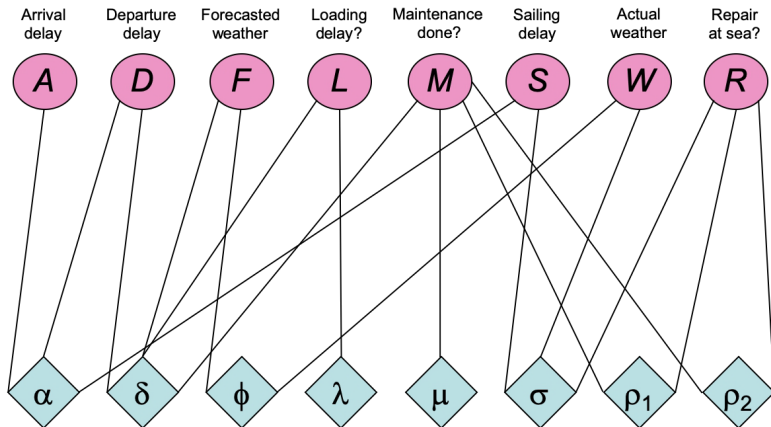 Arrival delay
Departure delay
Forecasted weather
Loading delay?
Maintenance done?
Sailing delay
Actual weather
Repair at sea?
A
D
F
L
M
S
W
R
α
δ
ϕ
λ
μ
σ
ρ1
ρ2